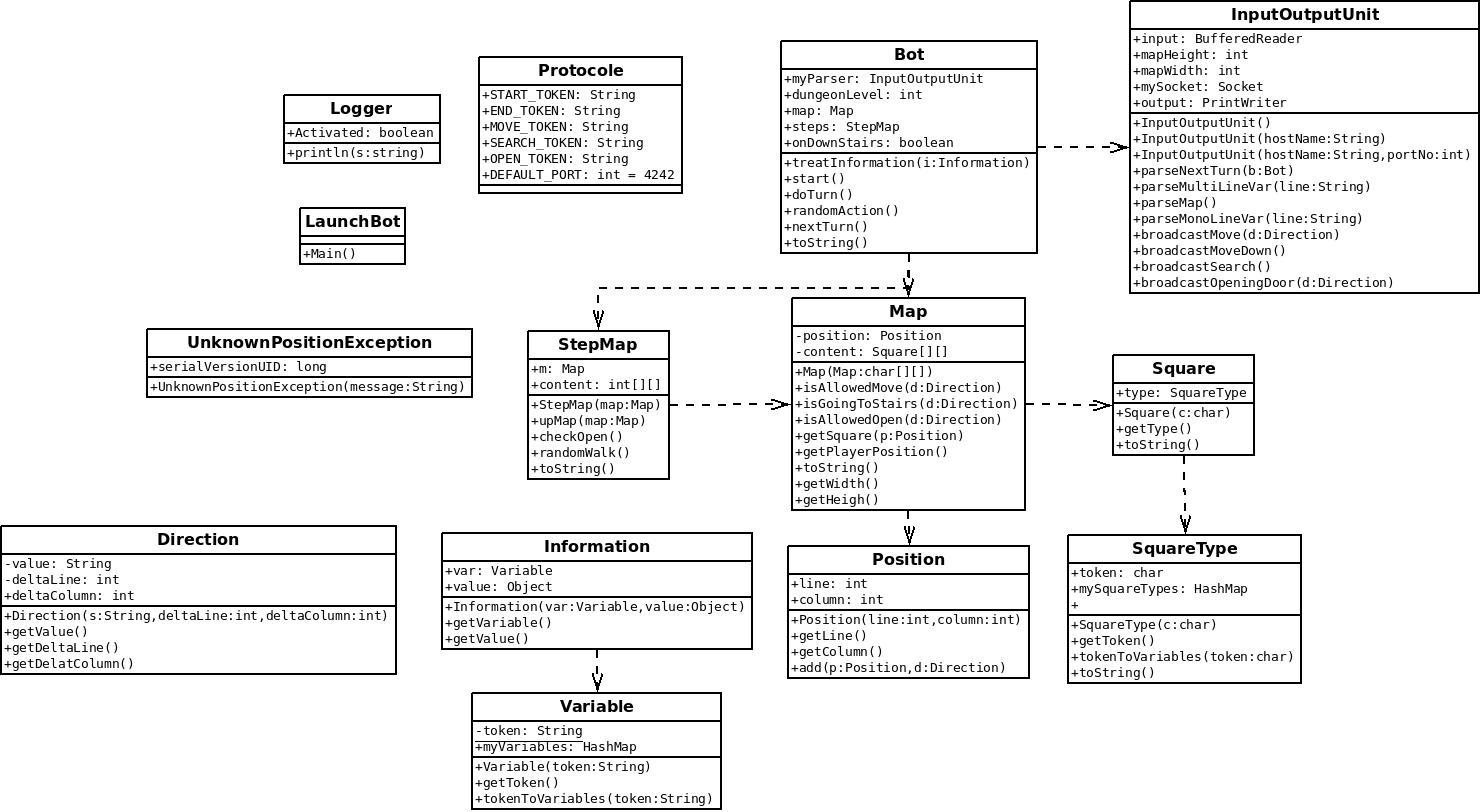 InputOutputUnit
+input: BufferedReader
+mapHeight: int
+mapWidth: int
+mySocket: Socket
+output: PrintWriter
+InputOutputUnit()
+InputOutputUnit(hostName:String)
+InputOutputUnit(hostName:String,portNo:int)
+parseNextTurn(b:Bot)
+parseMultiLineVar(line:String)
+parseMap()
+parseMonoLineVar(line:String)
+broadcastMove(d:Direction)
+broadcastMoveDown()
+broadcastSearch()
+broadcastOpeningDoor(d:Direction)
Bot
+myParser: InputOutputUnit
+dungeonLevel: int
+map: Map
+steps: StepMap
+onDownStairs: boolean
+treatInformation(i:Information)
+start()
+doTurn()
+randomAction()
+nextTurn()
+toString()
Protocole
+START_TOKEN: String
+END_TOKEN: String
+MOVE_TOKEN: String
+SEARCH_TOKEN: String
+OPEN_TOKEN: String
+DEFAULT_PORT: int = 4242
Logger
+Activated: boolean
+println(s:string)
LaunchBot
+Main()
UnknownPositionException
+serialVersionUID: long
+UnknownPositionException(message:String)
StepMap
+m: Map
+content: int[][]
+StepMap(map:Map)
+upMap(map:Map)
+checkOpen()
+randomWalk()
+toString()
Map
-position: Position
-content: Square[][]
+Map(Map:char[][])
+isAllowedMove(d:Direction)
+isGoingToStairs(d:Direction)
+isAllowedOpen(d:Direction)
+getSquare(p:Position)
+getPlayerPosition()
+toString()
+getWidth()
+getHeigh()
Square
+type: SquareType
+Square(c:char)
+getType()
+toString()
Direction
-value: String
-deltaLine: int
+deltaColumn: int
+Direction(s:String,deltaLine:int,deltaColumn:int)
+getValue()
+getDeltaLine()
+getDelatColumn()
Information
+var: Variable
+value: Object
+Information(var:Variable,value:Object)
+getVariable()
+getValue()
Position
+line: int
+column: int
+Position(line:int,column:int)
+getLine()
+getColumn()
+add(p:Position,d:Direction)
SquareType
+token: char
+mySquareTypes: HashMap
+
+SquareType(c:char)
+getToken()
+tokenToVariables(token:char)
+toString()
Variable
-token: String
+myVariables: HashMap
+Variable(token:String)
+getToken()
+tokenToVariables(token:String)